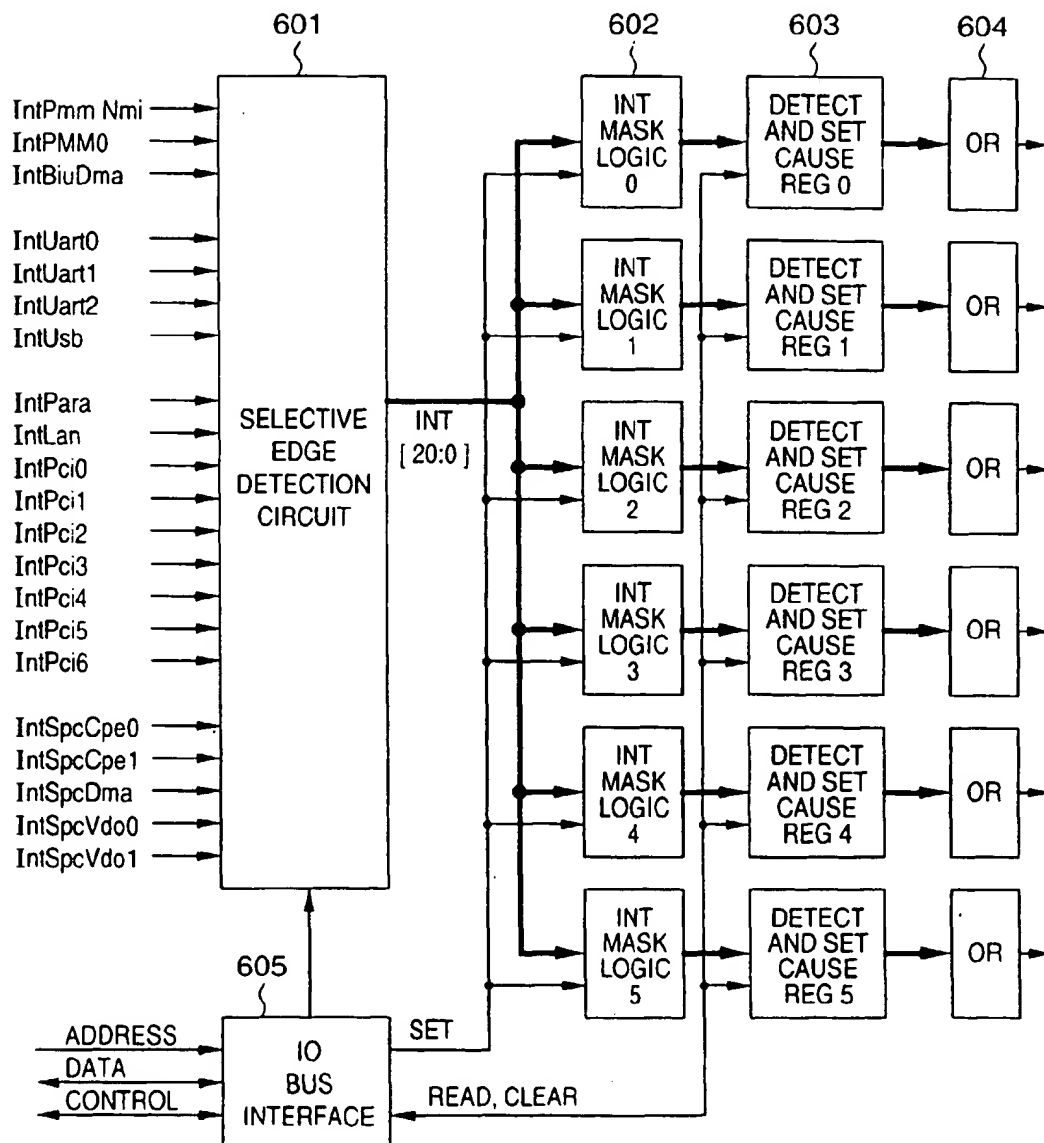 601
602
603
604
IntPmm Nmi
IntPMM0
IntBiuDma
IntUart0
IntUart1
IntUart2
IntUsb
IntPara
IntLan
IntPci0
IntPci1
IntPci2
IntPci3
IntPci4
IntPci5
IntPci6
IntSpcCpe0
IntSpcCpe1
IntSpcDma
IntSpcVdo0
IntSpcVdo1
SELECTIVE
EDGE
DETECTION
CIRCUIT
INT
[ 20:0 ]
INT
MASK
LOGIC
0
DETECT
AND SET
CAUSE
REG 0
OR
INT
MASK
LOGIC
1
DETECT
AND SET
CAUSE
REG 1
OR
INT
MASK
LOGIC
2
DETECT
AND SET
CAUSE
REG 2
OR
INT
MASK
LOGIC
3
DETECT
AND SET
CAUSE
REG 3
OR
INT
MASK
LOGIC
4
DETECT
AND SET
CAUSE
REG 4
OR
INT
MASK
LOGIC
5
DETECT
AND SET
CAUSE
REG 5
OR
605
ADDRESS
DATA
CONTROL
IO
BUS
INTERFACE
SET
READ, CLEAR